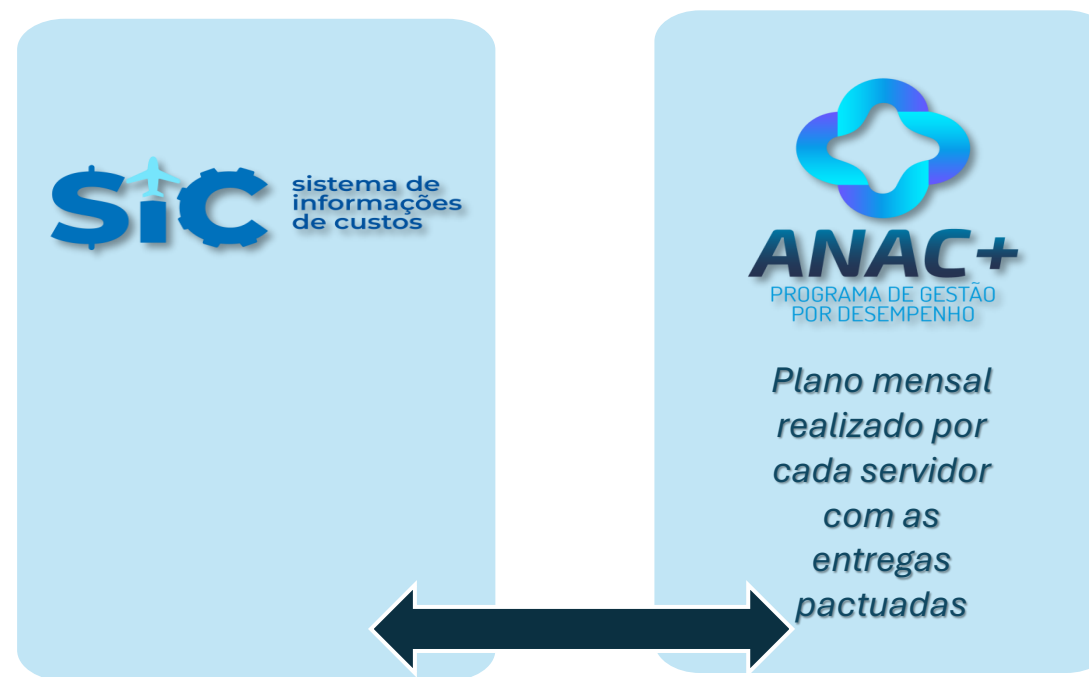 SiC
sistema de
informações
de custos
ANAC+
PROGRAMA DE GESTÃO
POR DESEMPENHO
Plano mensal
realizado por
cada servidor
com as
entregas
pactuadas